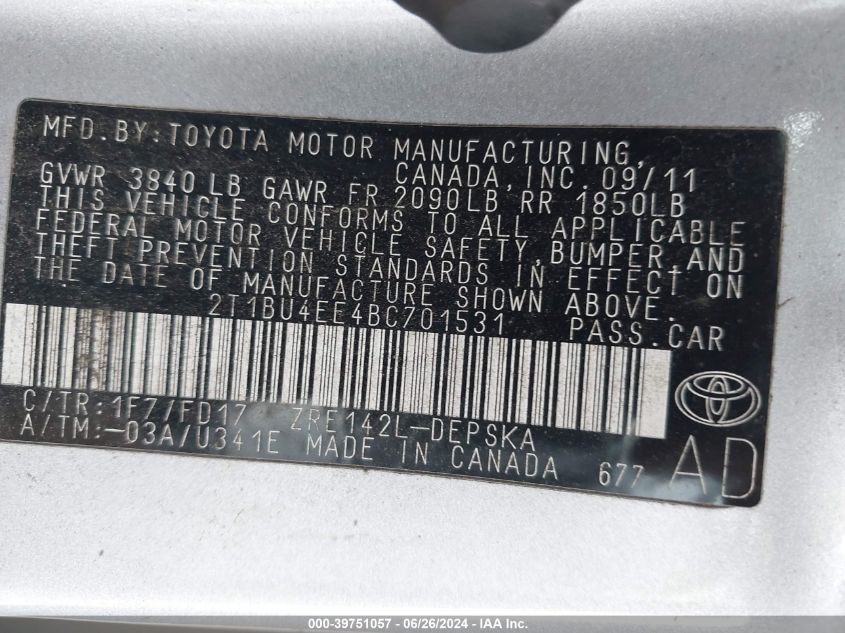 MFD.BY:TOYOTA MOTOR MANUFACTURING,
CANADA, INC. 09/11
GVWR 3840LB GAWR FR 2090LB RR 1850LB
THIS VEHICLE CONFORMS TO ALL APPLICABLE
FEDERAL MOTOR VEHICLE SAFETY, BUMPER, AND
THEFT PREVENTION STANDARDS IN EFFECT ON
THE DATE OF MANUFACTURE SHOWN ABOVE.
2T1BU4EE4BC701531 PASS.CAR
C/TR:1F7/FD17 ZRE142L-DEPSKA
A/TM:-03A/U341E MADE IN CANADA 677 AD
000-39751057 - 06/26/2024 - IAA Inc.